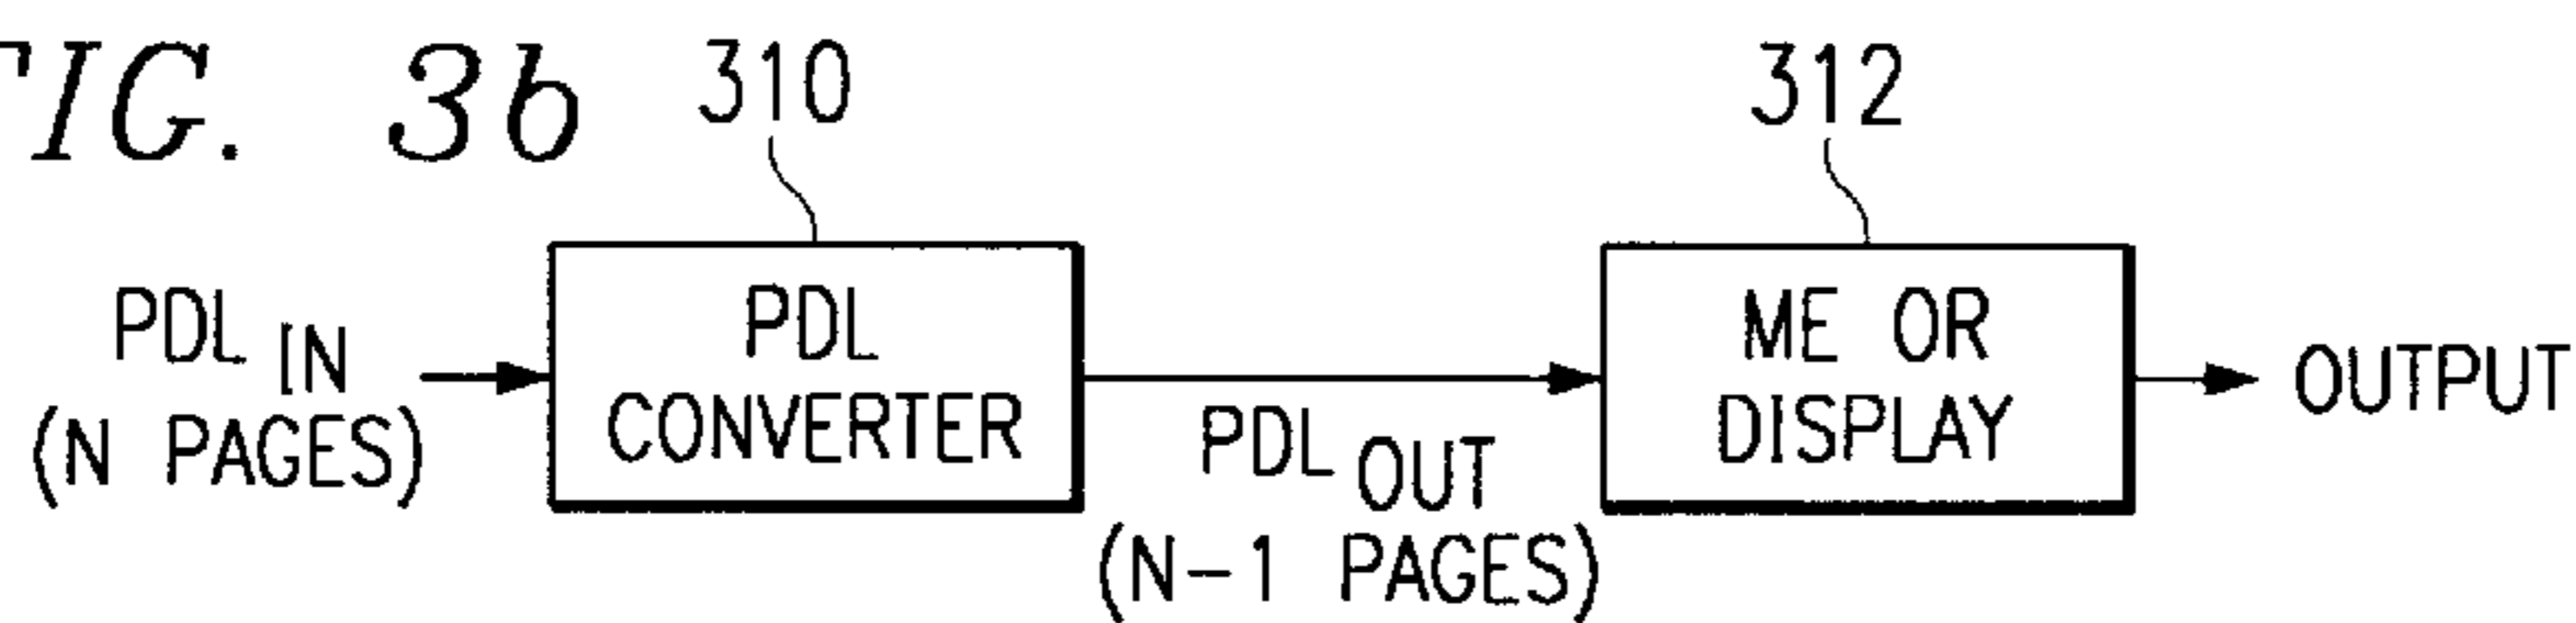 FIG. 3b
310
312
PDL IN
(N PAGES)
PDL
CONVERTER
PDL OUT
(N-1 PAGES)
ME OR
DISPLAY
OUTPUT